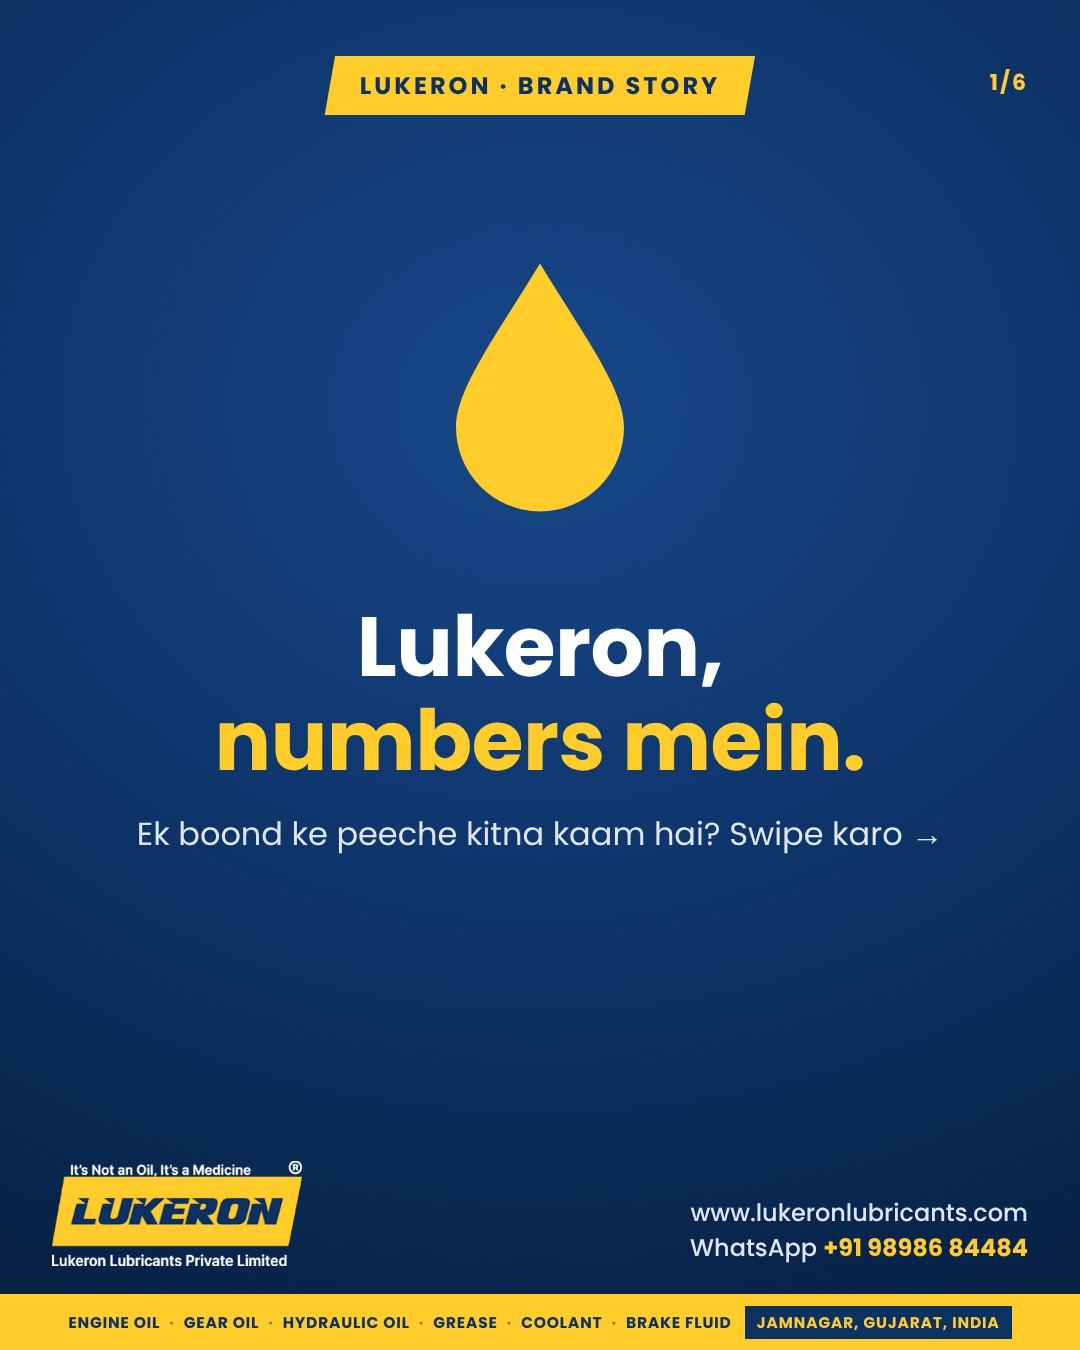 LUKERON · BRAND STORY
1/6
Lukeron,
numbers mein.
Ek boond ke peeche kitna kaam hai? Swipe karo →
It's Not an Oil, It's a Medicine ®
LUKERON
Lukeron Lubricants Private Limited
www.lukeronlubricants.com
WhatsApp +91 98986 84484
ENGINE OIL · GEAR OIL · HYDRAULIC OIL · GREASE · COOLANT · BRAKE FLUID JAMNAGAR, GUJARAT, INDIA